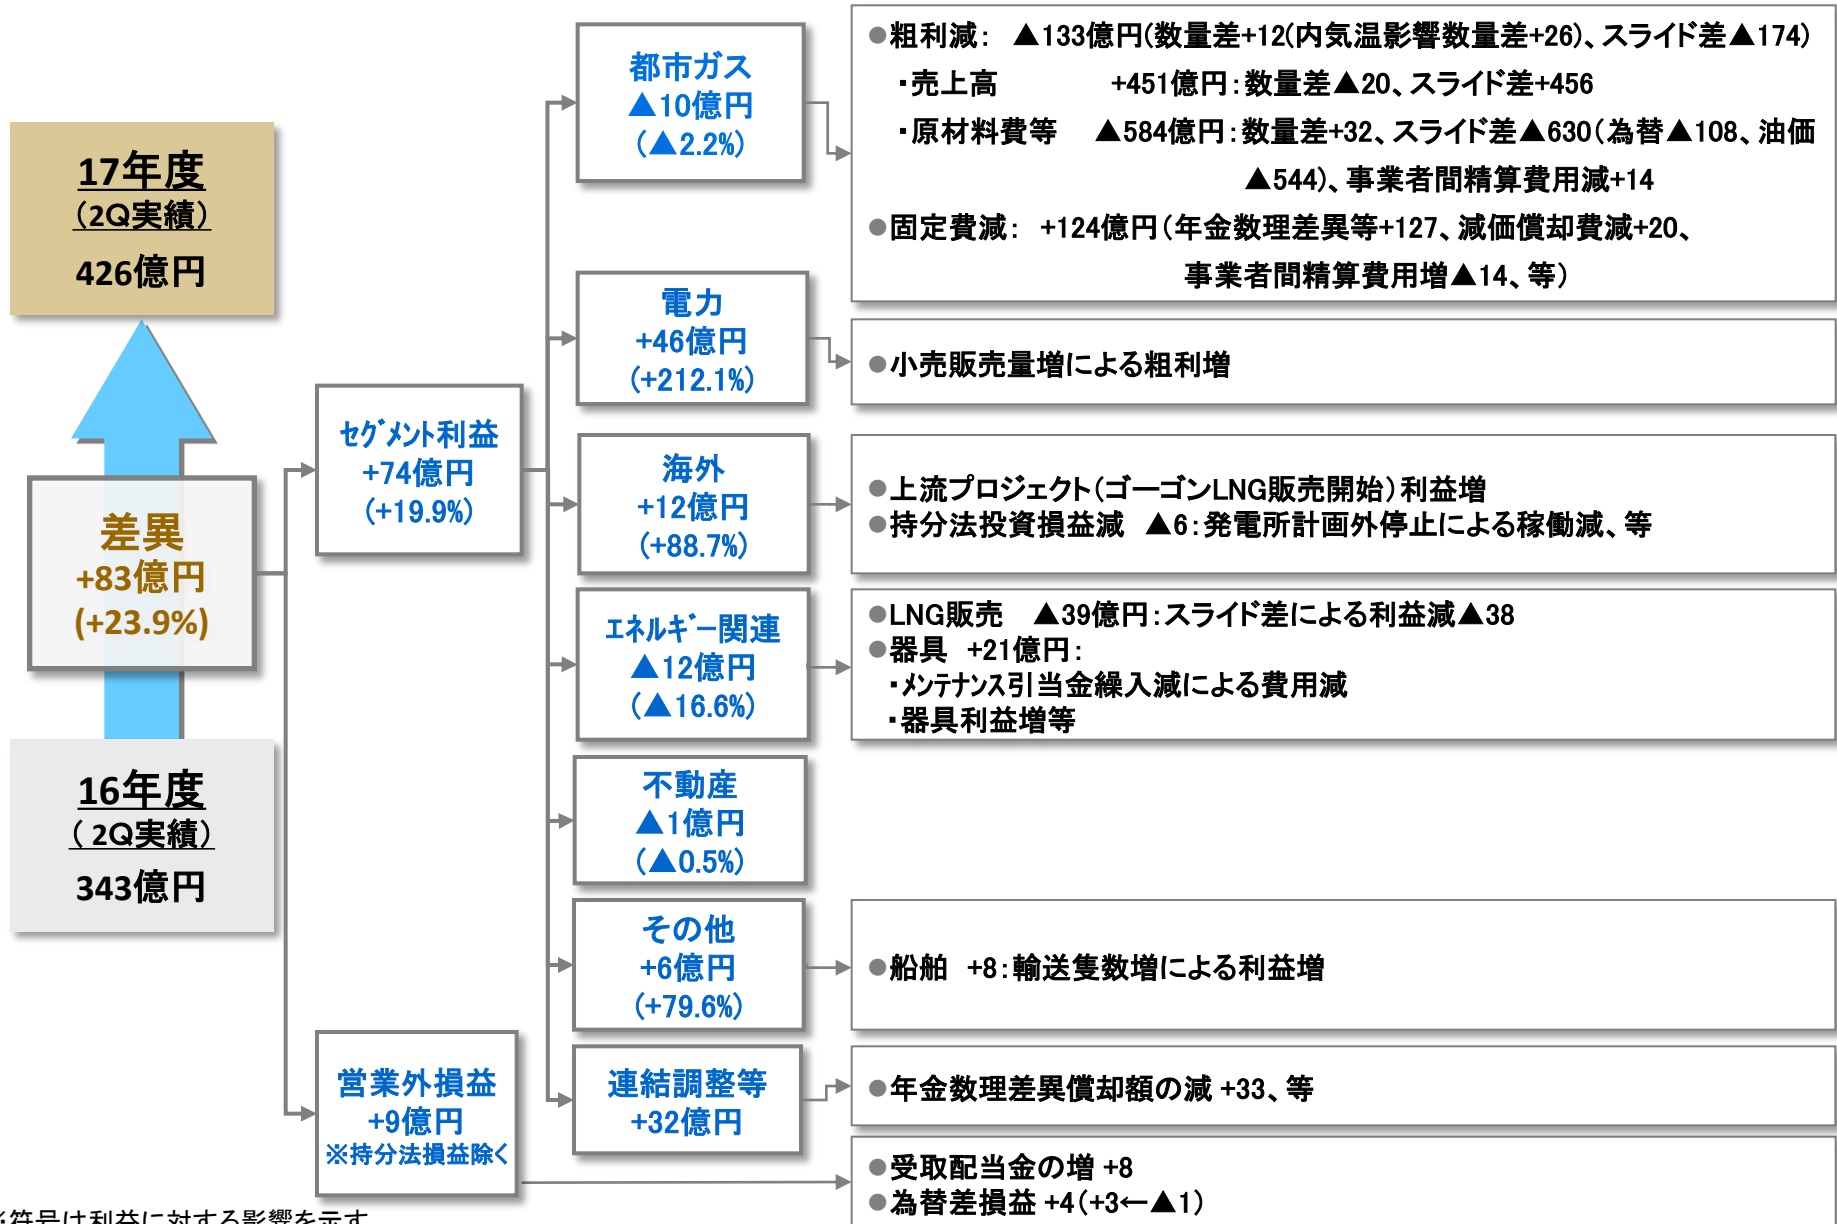 17年度
（2Q実績）
426億円
差異
+83億円
(+23.9%)
16年度
（2Q実績）
343億円
ｾｸﾞﾒﾝﾄ利益
+74億円
(+19.9%)
営業外損益
+9億円
※持分法損益除く
都市ガス
▲10億円
(▲2.2%)
電力
+46億円
(+212.1%)
海外
+12億円
(+88.7%)
ｴﾈﾙｷﾞｰ関連
▲12億円
(▲16.6%)
不動産
▲1億円
(▲0.5%)
その他
+6億円
(+79.6%)
連結調整等
+32億円
●粗利減： ▲133億円(数量差+12(内気温影響数量差+26)、スライド差▲174)
・売上高 +451億円：数量差▲20、スライド差+456
・原材料費等 ▲584億円：数量差+32、スライド差▲630（為替▲108、油価
▲544)、事業者間精算費用減+14
●固定費減： +124億円（年金数理差異等+127、減価償却費減+20、
事業者間精算費用増▲14、等）
●小売販売量増による粗利増
●上流プロジェクト（ゴーゴンLNG販売開始）利益増
●持分法投資損益減 ▲6：発電所計画外停止による稼働減、等
●LNG販売 ▲39億円：スライド差による利益減▲38
●器具 +21億円：
・ﾒﾝﾃﾅﾝｽ引当金繰入減による費用減
・器具利益増等
●船舶 +8：輸送隻数増による利益増
●年金数理差異償却額の減 +33、等
●受取配当金の増 +8
●為替差損益 +4（+3←▲1）
※符号は利益に対する影響を示す